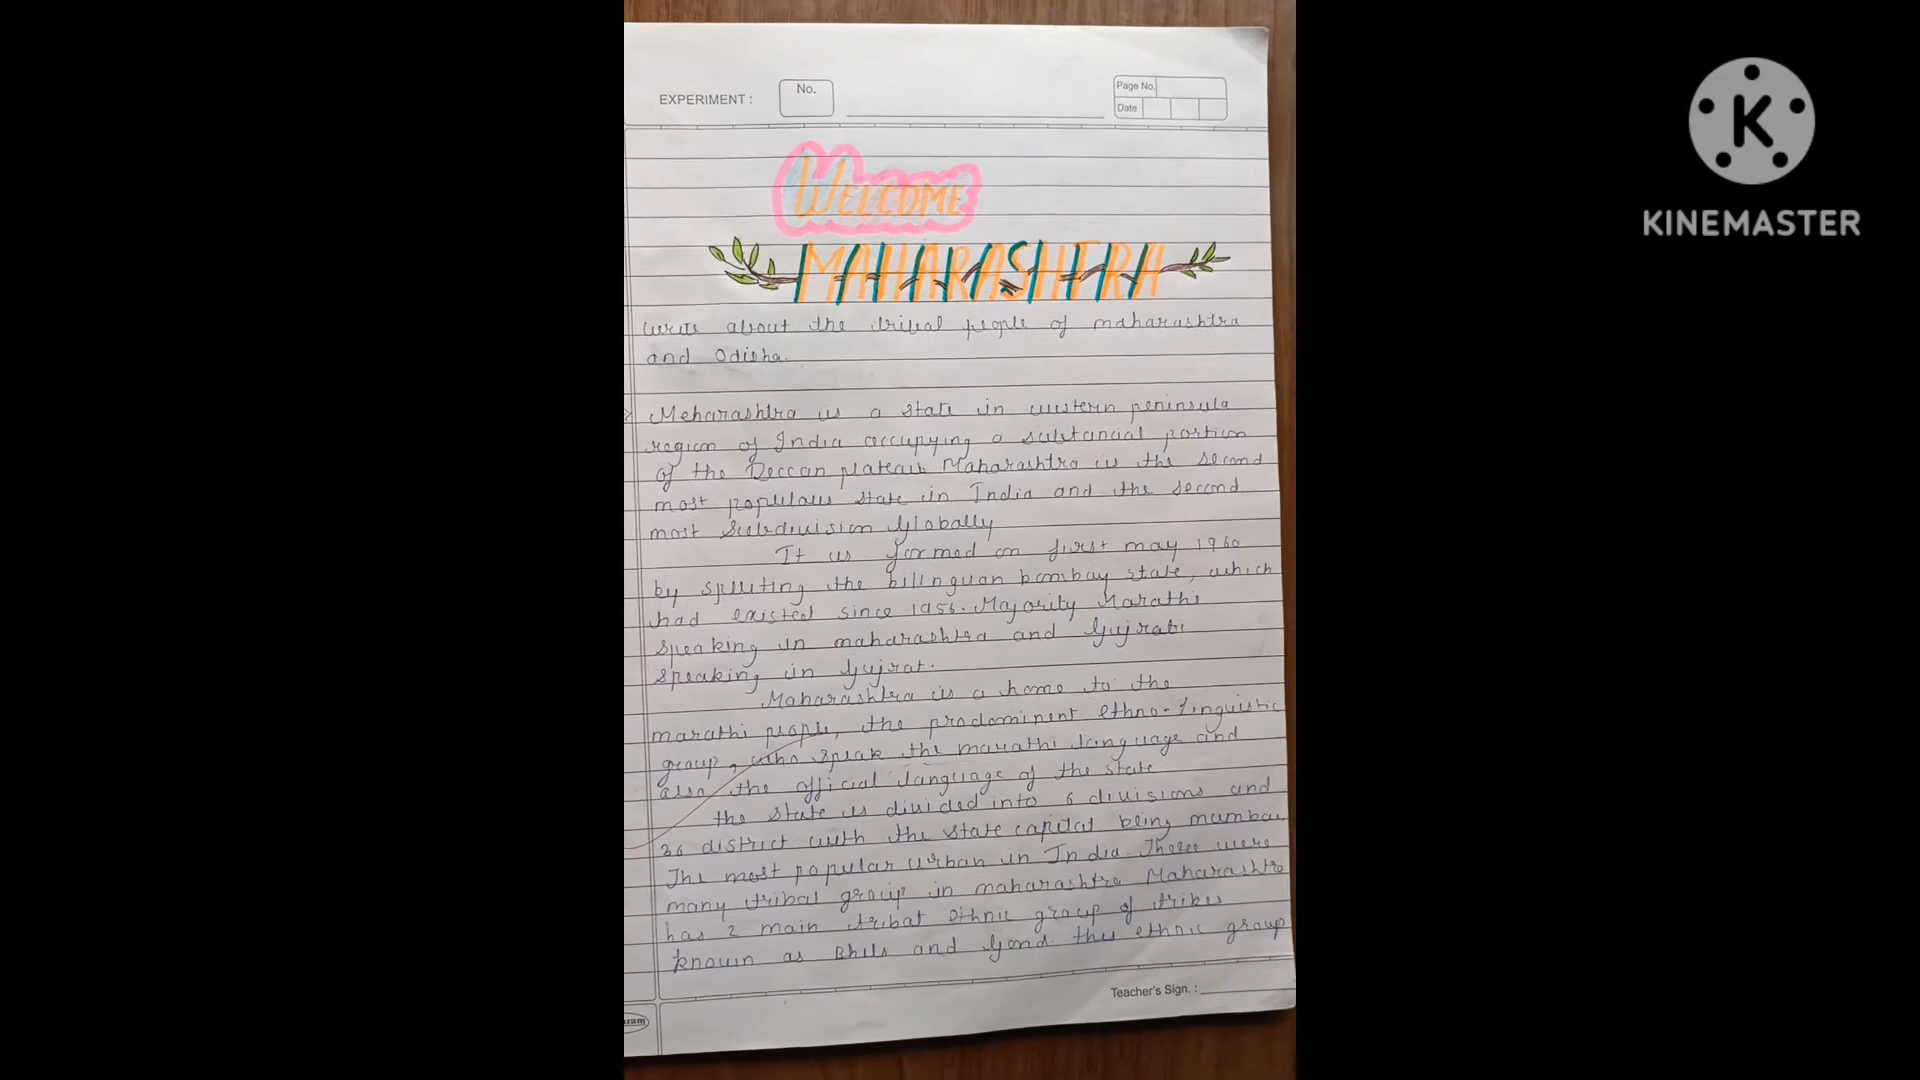 EXPERIMENT :
No.
Page No.
Date
WELCOME
MAHARASHTRA
write about the tribal people of maharashtra
and Odisha.
Meharashtra is a state in western peninsula
region of India occupying a substancial portion
of the Deccan plateau. Maharashtra is the second
most populous state in India and the second
most Subdivision Globally
It is formed on first may 1960
by spliting the bilinguan bombay state, which
had existed since 1956. Majority Marathi
speaking in maharashtra and Gujrati
speaking in Gujrat.
Maharashtra is a home to the
marathi people, the prodominent ethno-linguistic
group, who speak the marathi language and
also the official language of the state
the state is divided into 6 divisions and
36 district with the state capital being mumbai
The most popular urban in India. There were
many tribal group in maharashtra Maharashtra
has 2 main tribat ethnic group of tribes
known as Bhils and Gond. this ethnic group
Teacher's Sign. :
aram
K
KINEMASTER